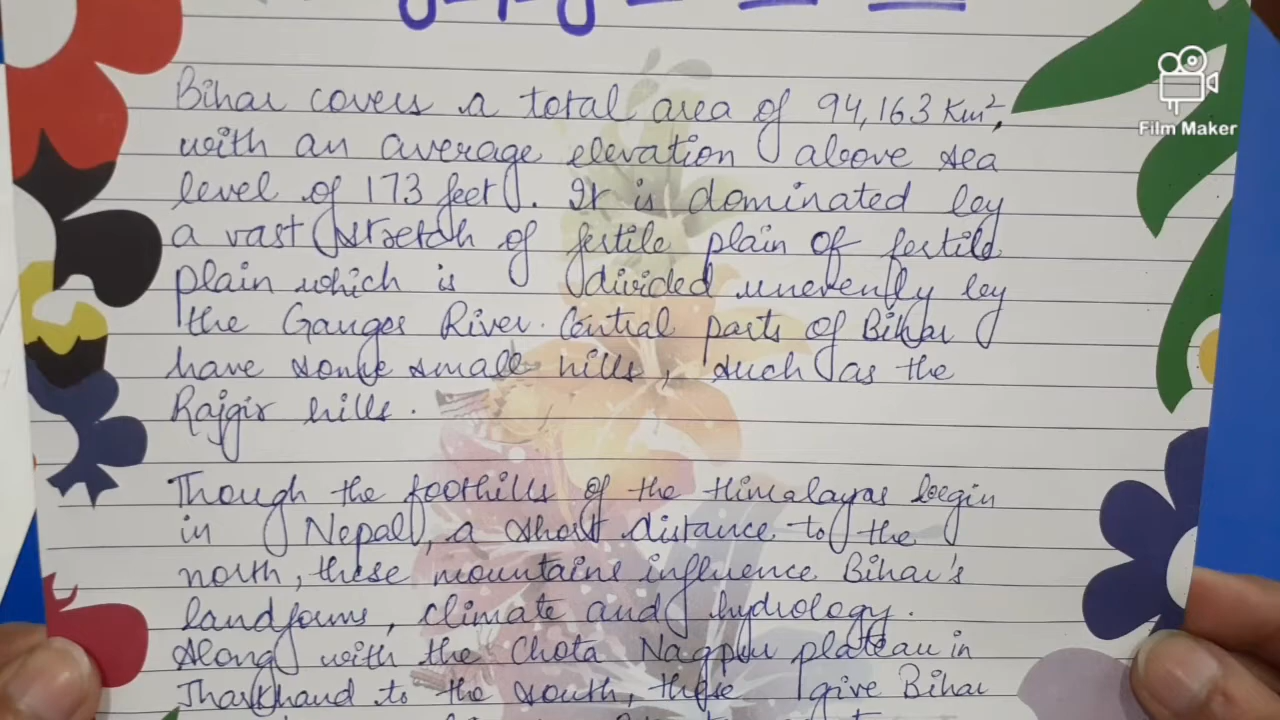 Bihar covers a total area of 94,163 Km²,
with an average elevation above sea
level of 173 feet. It is dominated by
a vast stretch of fertile plain of fertile
plain which is divided unevenly by
the Ganges River. Central parts of Bihar
have some small hills, such as the
Rajgir hills.
Though the foothills of the Himalayas begin
in Nepal, a short distance to the
north, these mountains influence Bihar's
landforms, climate and hydrology.
Along with the Chota Nagpur plateau in
Jharkhand to the south, these give Bihar
Film Maker